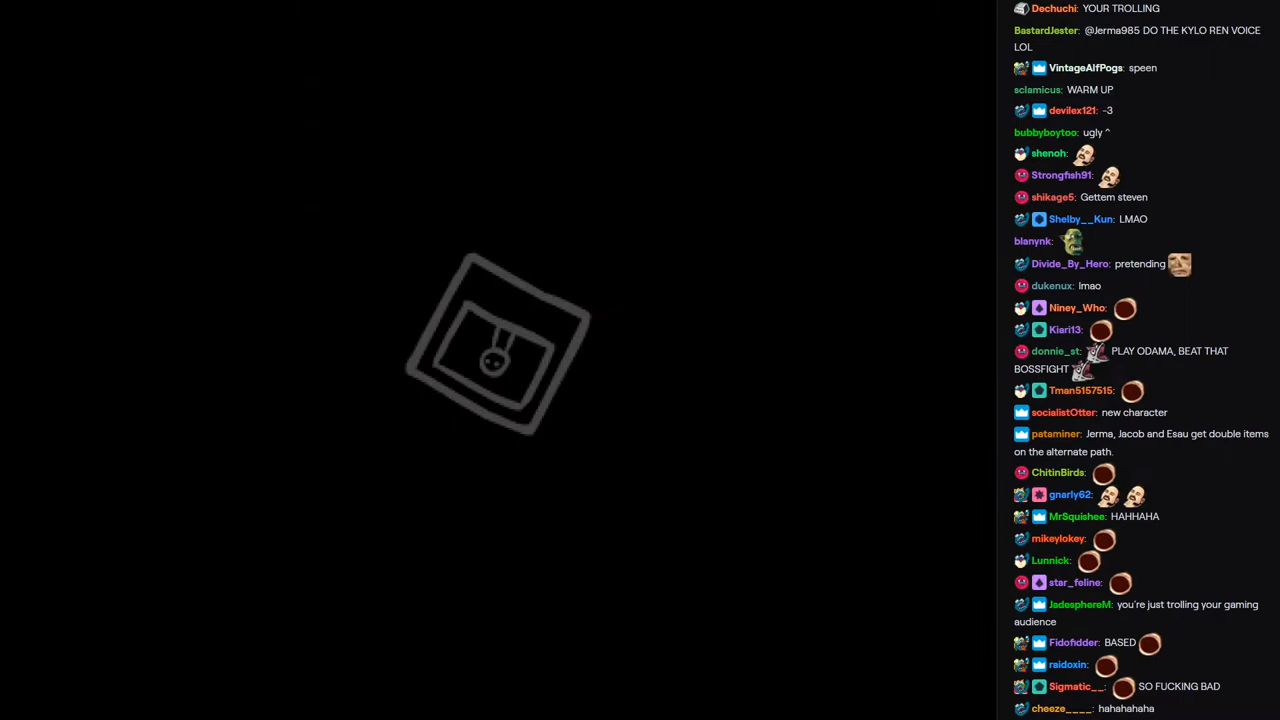 Dechuchi: YOUR TROLLING
BastardJester: @Jerma985 DO THE KYLO REN VOICE
LOL
VintageAlfPogs: speen
sclamicus: WARM UP
devilex121: -3
bubbyboytoo: ugly ^
shenoh:
Strongfish91:
shikage5: Gettem steven
Shelby__Kun: LMAO
blanynk:
Divide_By_Hero: pretending
dukenux: lmao
Niney_Who:
Kiari13:
donnie_st: PLAY ODAMA, BEAT THAT
BOSSFIGHT
Tman5157515:
socialistOtter: new character
pataminer: Jerma, Jacob and Esau get double items
on the alternate path.
ChitinBirds:
gnarly62:
MrSquishee: HAHHAHA
mikeylokey:
Lunnick:
star_feline:
JadesphereM: you're just trolling your gaming
audience
Fidofidder: BASED
raidoxin:
Sigmatic__: SO FUCKING BAD
cheeze____: hahahahaha